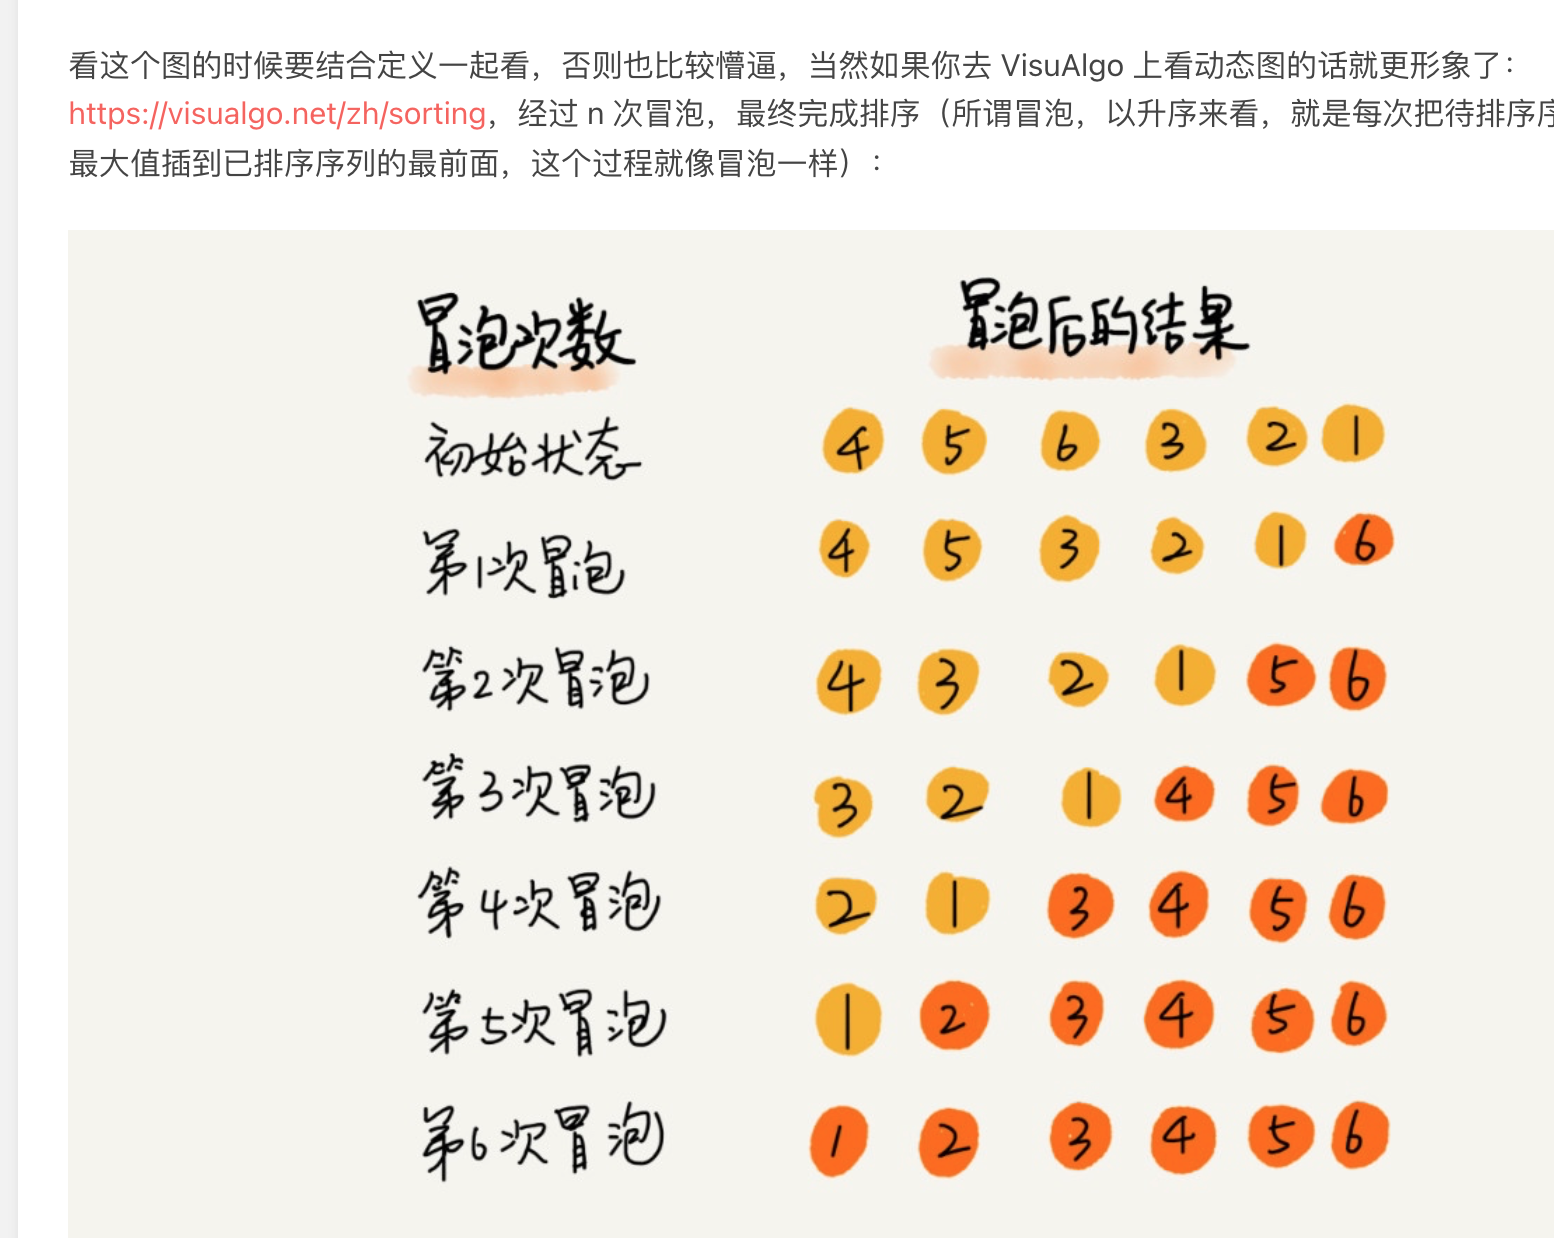 看这个图的时候要结合定义一起看，否则也比较懵逼，当然如果你去 VisuAlgo 上看动态图的话就更形象了：
https://visualgo.net/zh/sorting，经过 n 次冒泡，最终完成排序（所谓冒泡，以升序来看，就是每次把待排序序
最大值插到已排序序列的最前面，这个过程就像冒泡一样）：
冒泡次数 冒泡后的结果
初始状态 4 5 6 3 2 1
第1次冒泡 4 5 3 2 1 6
第2次冒泡 4 3 2 1 5 6
第3次冒泡 3 2 1 4 5 6
第4次冒泡 2 1 3 4 5 6
第5次冒泡 1 2 3 4 5 6
第6次冒泡 1 2 3 4 5 6